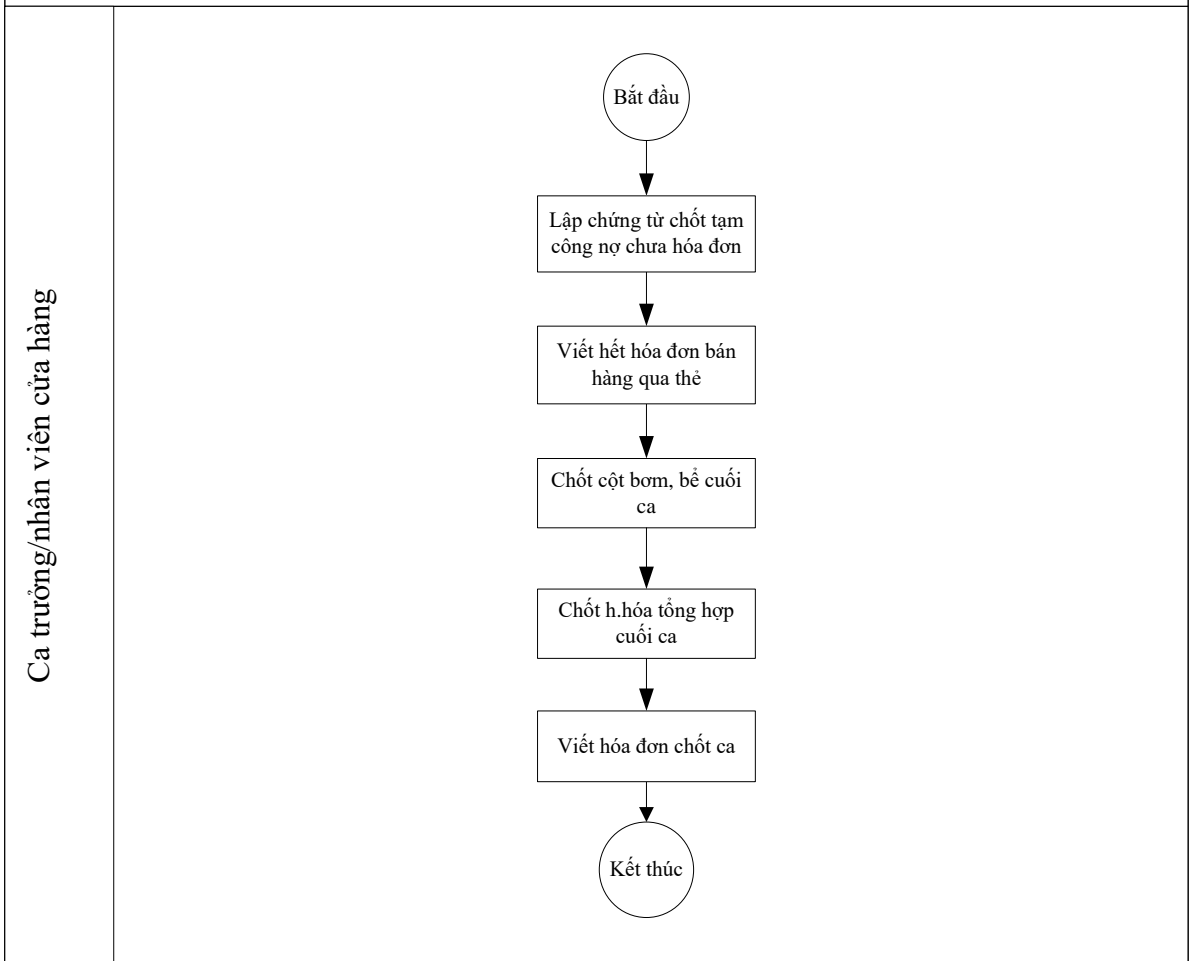 Ca trưởng/nhân viên cửa hàng
Bắt đầu
Lập chứng từ chốt tạm
công nợ chưa hóa đơn
Viết hết hóa đơn bán
hàng qua thẻ
Chốt cột bơm, bể cuối
ca
Chốt h.hóa tổng hợp
cuối ca
Viết hóa đơn chốt ca
Kết thúc